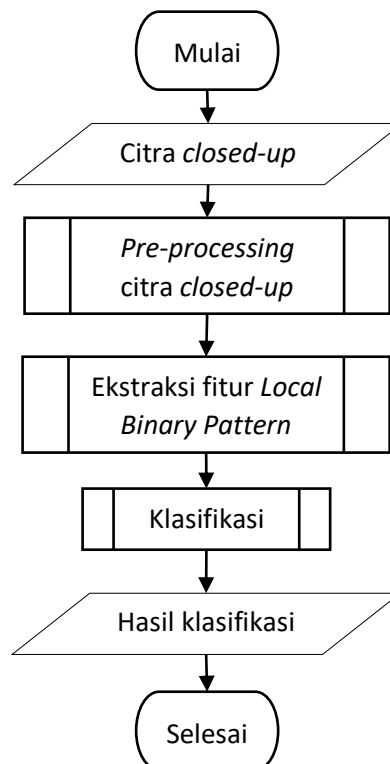 Mulai
Citra closed-up
Pre-processing
citra closed-up
Ekstraksi fitur Local
Binary Pattern
Klasifikasi
Hasil klasifikasi
Selesai